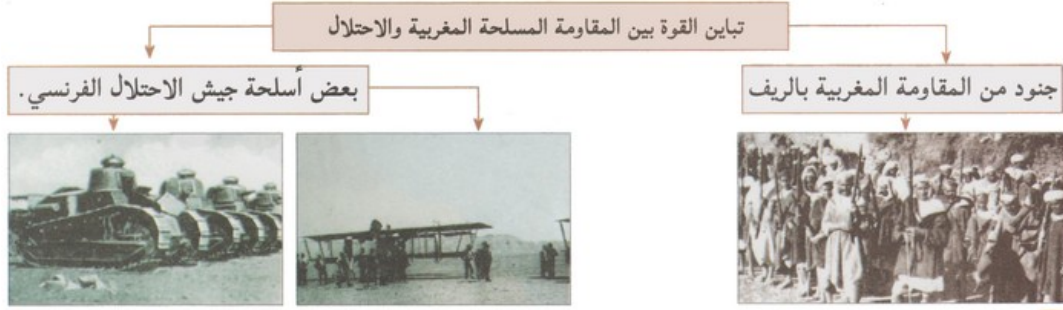 تباين القوة بين المقاومة المسلحة المغربية والاحتلال
جنود من المقاومة المغربية بالريف
بعض أسلحة جيش الاحتلال الفرنسي.